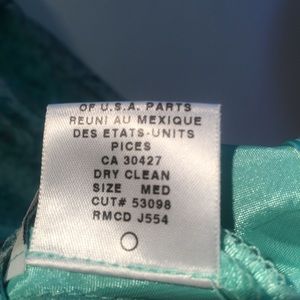 OF U.S.A. PARTS
REUNI AU MEXIQUE
DES ETATS-UNITS
PICES
CA 30427
DRY CLEAN
SIZE MED
CUT# 53098
RMCD J554